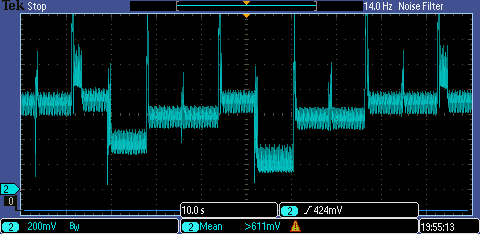 Tek Stop 14.0 Hz Noise Filter
2
0
10.0 s 2 424mV
2 200mV BW 2 Mean >611mV 19:55:13